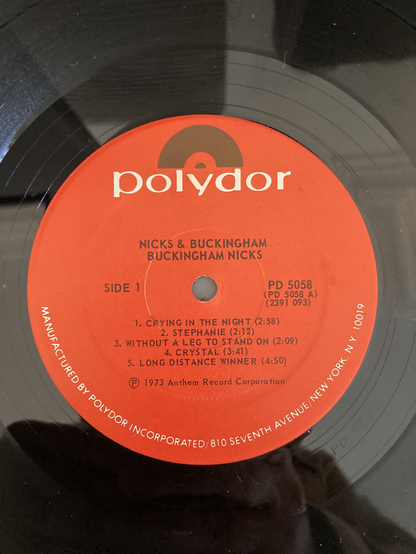 polydor
NICKS & BUCKINGHAM
BUCKINGHAM NICKS
SIDE 1
PD 5058
(PD 5058 A)
(2391 093)
1. CRYING IN THE NIGHT (2:58)
2. STEPHANIE (2:12)
3. WITHOUT A LEG TO STAND ON (2:09)
4. CRYSTAL (3:41)
5. LONG DISTANCE WINNER (4:50)
Ⓟ 1973 Anthem Record Corporation
MANUFACTURED BY POLYDOR INCORPORATED/810 SEVENTH AVENUE/NEW YORK, N.Y. 10019